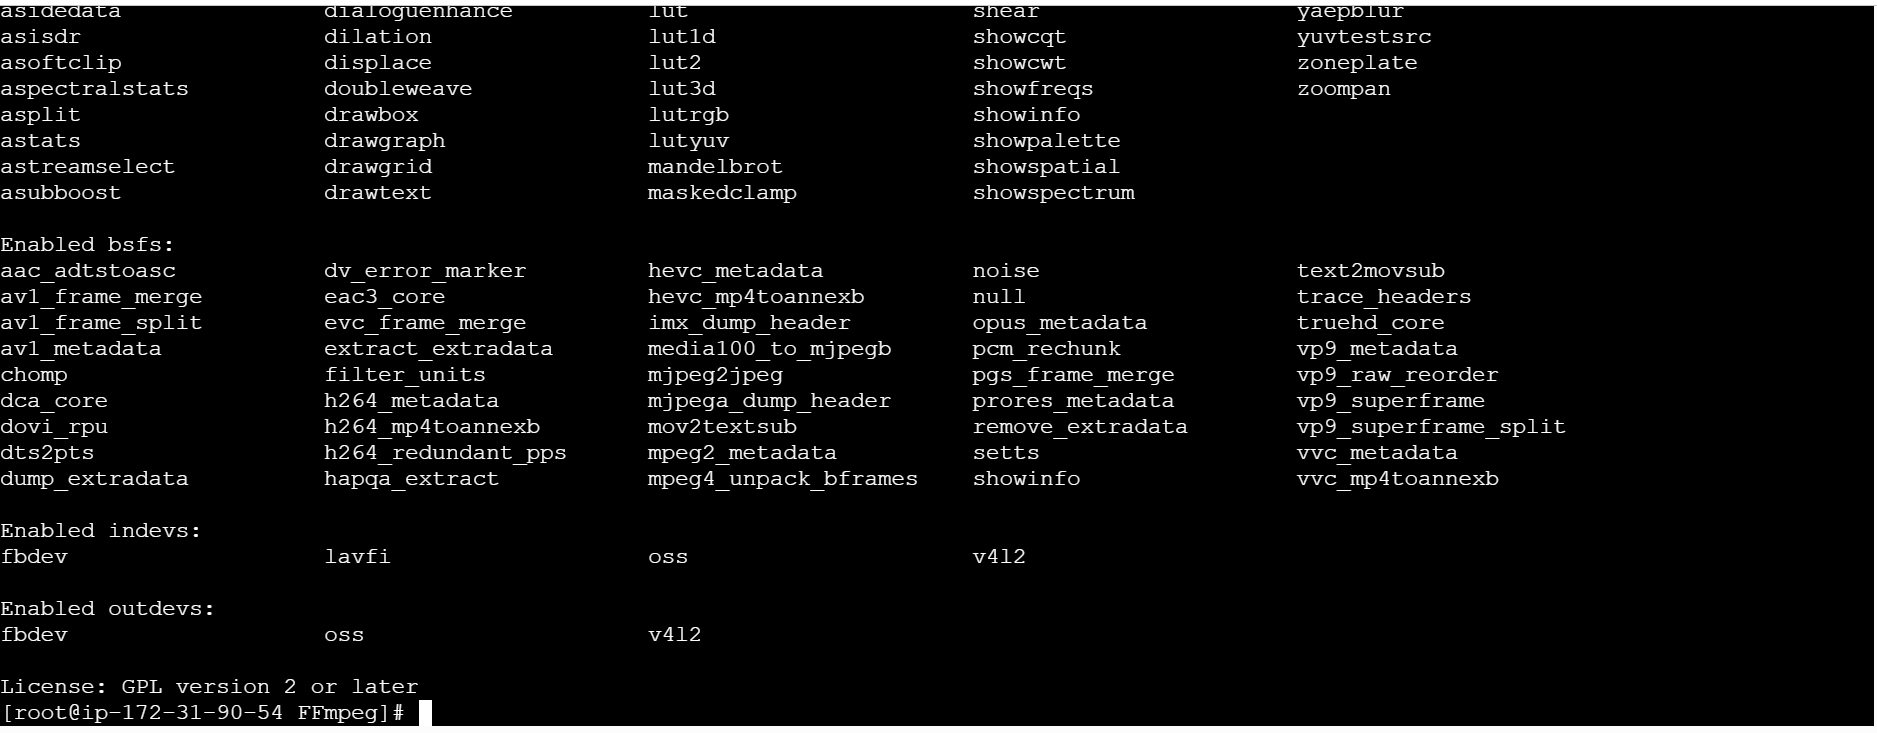 asidedata dialoguenhance lut shear yaepblur
asisdr dilation lut1d showcqt yuvtestsrc
asoftclip displace lut2 showcwt zoneplate
aspectralstats doubleweave lut3d showfreqs zoompan
asplit drawbox lutrgb showinfo
astats drawgraph lutyuv showpalette
astreamselect drawgrid mandelbrot showspatial
asubboost drawtext maskedclamp showspectrum
Enabled bsfs:
aac_adtstoasc dv_error_marker hevc_metadata noise text2movsub
av1_frame_merge eac3_core hevc_mp4toannexb null trace_headers
av1_frame_split evc_frame_merge imx_dump_header opus_metadata truehd_core
av1_metadata extract_extradata media100_to_mjpegb pcm_rechunk vp9_metadata
chomp filter_units mjpeg2jpeg pgs_frame_merge vp9_raw_reorder
dca_core h264_metadata mjpega_dump_header prores_metadata vp9_superframe
dovi_rpu h264_mp4toannexb mov2textsub remove_extradata vp9_superframe_split
dts2pts h264_redundant_pps mpeg2_metadata setts vvc_metadata
dump_extradata hapqa_extract mpeg4_unpack_bframes showinfo vvc_mp4toannexb
Enabled indevs:
fbdev lavfi oss v4l2
Enabled outdevs:
fbdev oss v4l2
License: GPL version 2 or later
[root@ip-172-31-90-54 FFmpeg]#